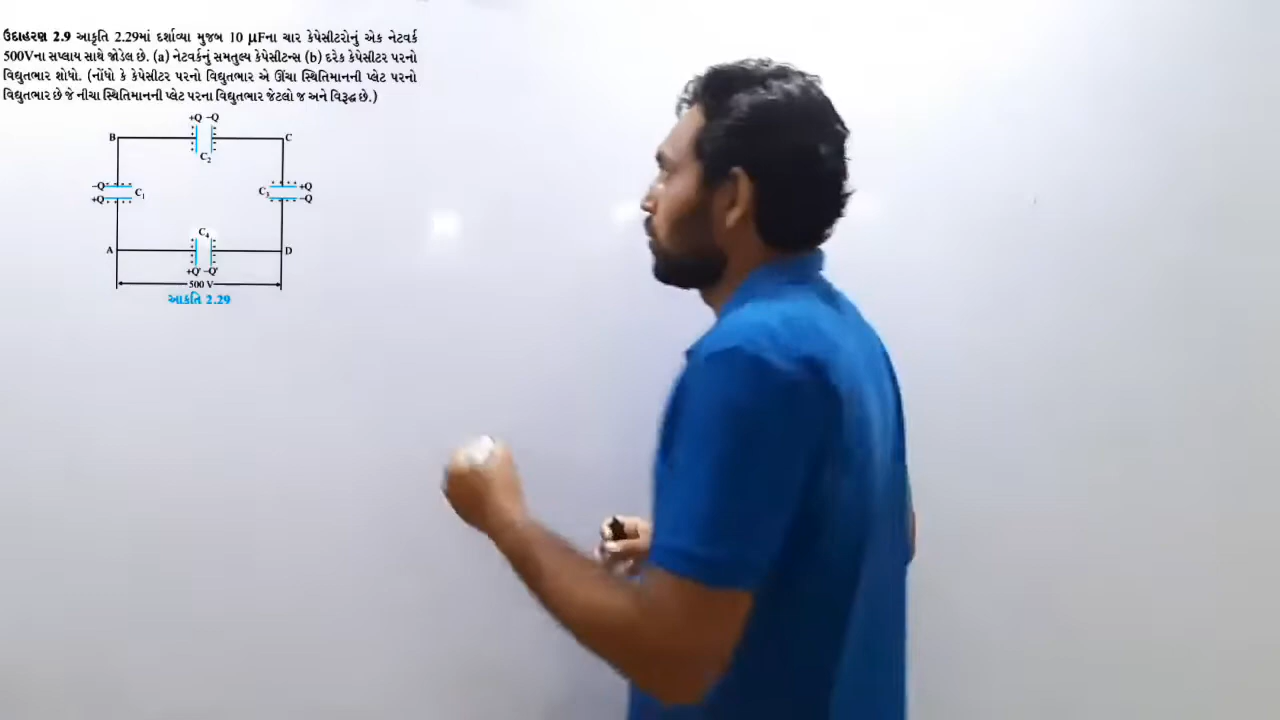 ઉદાહરણ 2.9 આકૃતિ 2.29માં દર્શાવ્યા મુજબ 10 μFના ચાર કેપેસીટરોનું એક નેટવર્ક
500Vના સપ્લાય સાથે જોડેલ છે. (a) નેટવર્કનું સમતુલ્ય કેપેસીટન્સ (b) દરેક કેપેસીટર પરનો
વિદ્યુતભાર શોધો. (નોંધો કે કેપેસીટર પરનો વિદ્યુતભાર એ ઊંચા સ્થિતિમાનની પ્લેટ પરનો
વિદ્યુતભાર છે જે નીચા સ્થિતિમાનની પ્લેટ પરના વિદ્યુતભાર જેટલો જ અને વિરૂદ્ધ છે.)
+Q –Q
B C
C2
–Q C1 C3 +Q
+Q –Q
C4
A D
+Q' –Q'
500 V
આકૃતિ 2.29